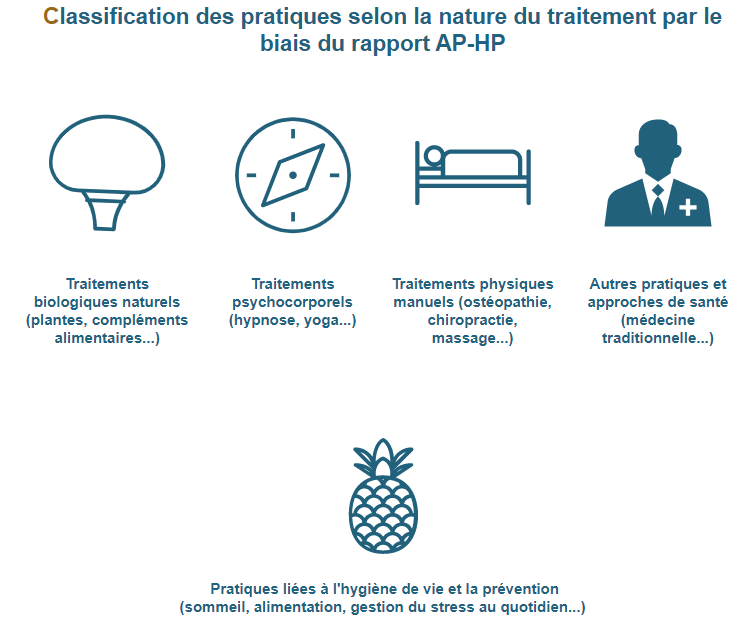 Classification des pratiques selon la nature du traitement par le
biais du rapport AP-HP
Traitements
biologiques naturels
(plantes, compléments
alimentaires...)
Traitements
psychocorporels
(hypnose, yoga...)
Traitements physiques
manuels (ostéopathie,
chiropractie,
massage...)
Autres pratiques et
approches de santé
(médecine
traditionnelle...)
Pratiques liées à l'hygiène de vie et la prévention
(sommeil, alimentation, gestion du stress au quotidien...)